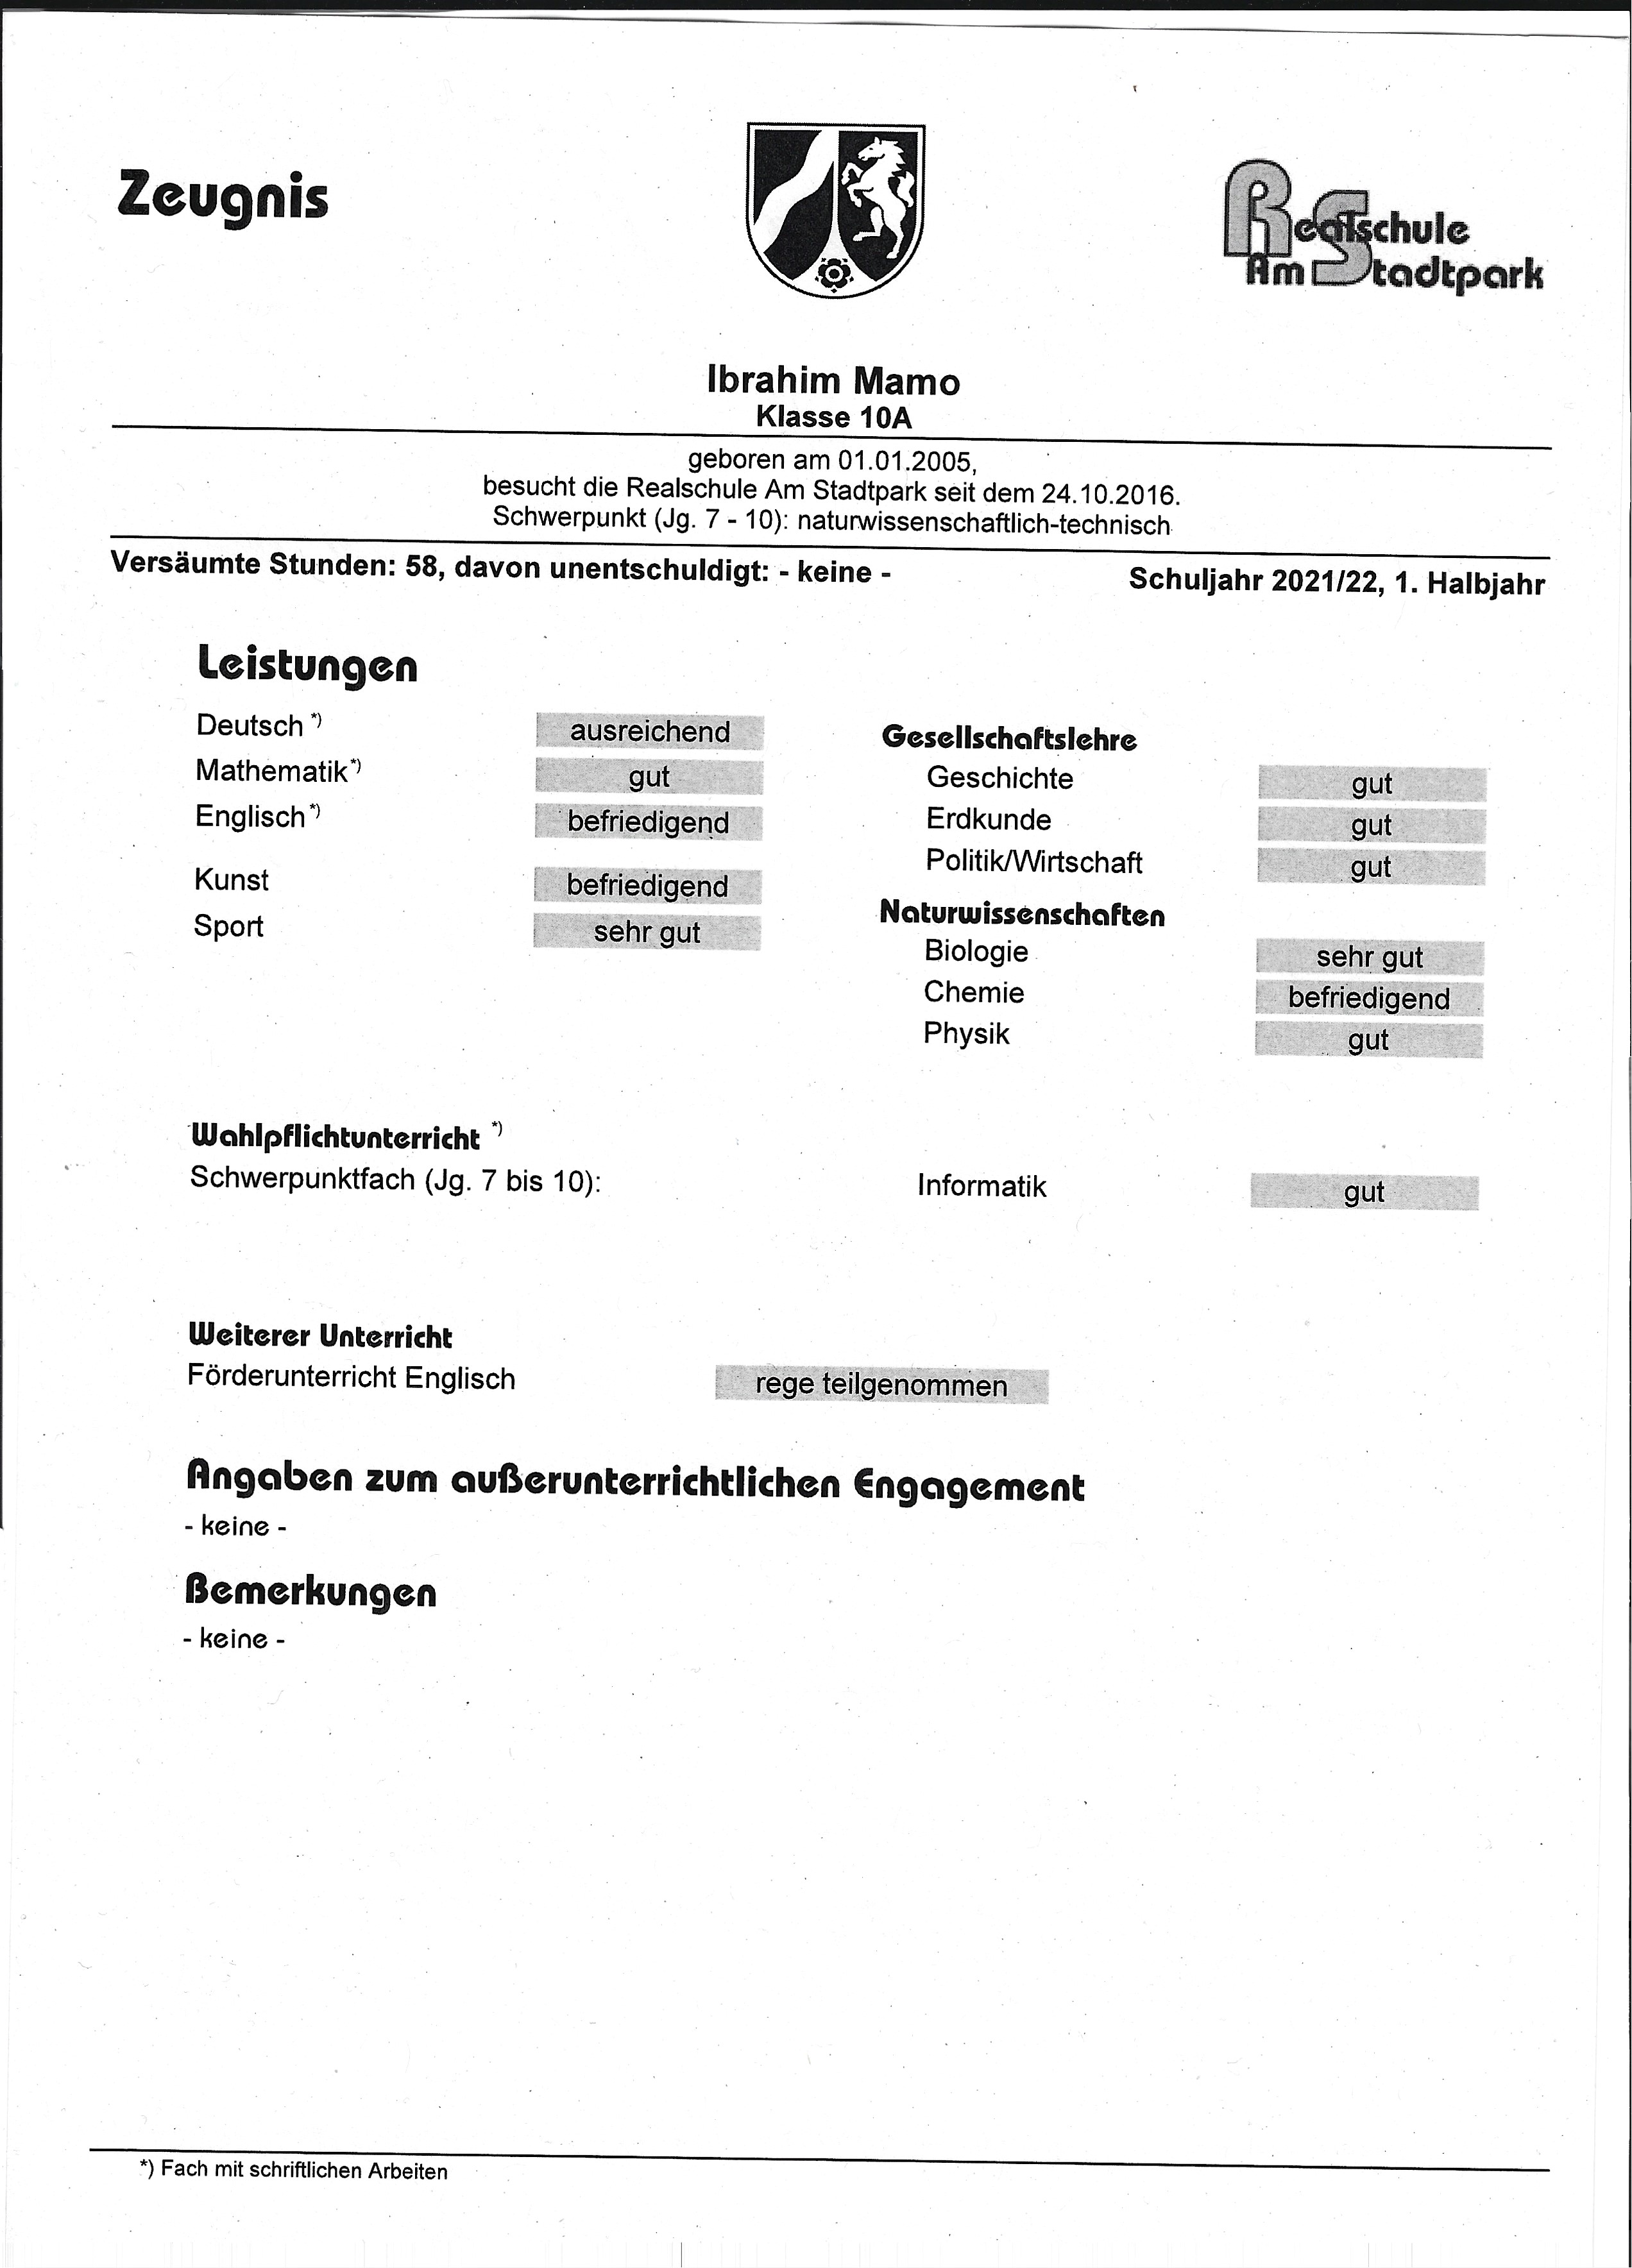 Zeugnis
Realschule
Am Stadtpark
Ibrahim Mamo
Klasse 10A
geboren am 01.01.2005,
besucht die Realschule Am Stadtpark seit dem 24.10.2016.
Schwerpunkt (Jg. 7 - 10): naturwissenschaftlich-technisch
Versäumte Stunden: 58, davon unentschuldigt: - keine - Schuljahr 2021/22, 1. Halbjahr
Leistungen
Deutsch *) ausreichend
Mathematik*) gut
Englisch*) befriedigend
Kunst befriedigend
Sport sehr gut
Gesellschaftslehre
Geschichte gut
Erdkunde gut
Politik/Wirtschaft gut
Naturwissenschaften
Biologie sehr gut
Chemie befriedigend
Physik gut
Wahlpflichtunterricht *)
Schwerpunktfach (Jg. 7 bis 10): Informatik gut
Weiterer Unterricht
Förderunterricht Englisch rege teilgenommen
Angaben zum außerunterrichtlichen Engagement
- keine -
Bemerkungen
- keine -
*) Fach mit schriftlichen Arbeiten